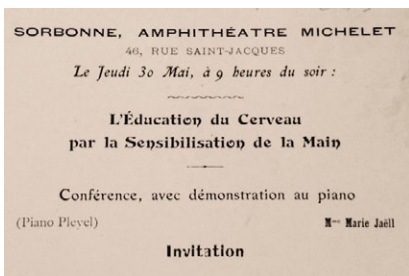 SORBONNE, AMPHITHÉATRE MICHELET
46, RUE SAINT-JACQUES
Le Jeudi 30 Mai, à 9 heures du soir :
L'Éducation du Cerveau
par la Sensibilisation de la Main
Conférence, avec démonstration au piano
(Piano Pleyel) Mme Marie Jaëll
Invitation